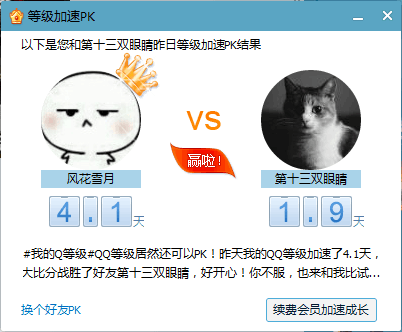 等级加速PK
以下是您和第十三双眼睛昨日等级加速PK结果
VS
赢啦!
风花雪月
第十三双眼睛
4.1天
1.9天
#我的Q等级#QQ等级居然还可以PK！昨天我的QQ等级加速了4.1天，
大比分战胜了好友第十三双眼睛，好开心！你不服，也来和我比试...
换个好友PK
续费会员加速成长